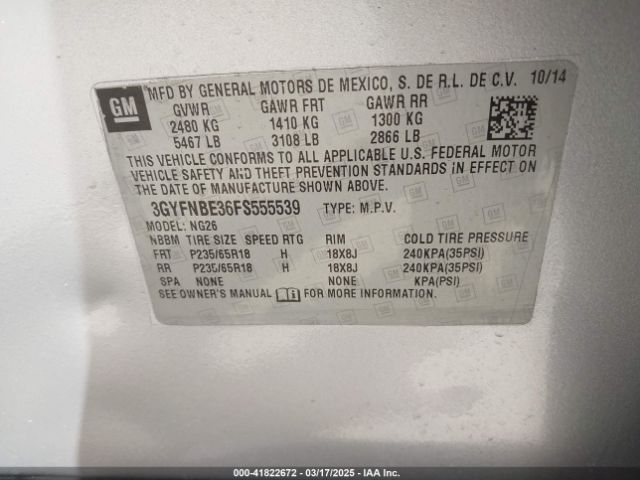 GM
MFD BY GENERAL MOTORS DE MEXICO, S. DE R.L. DE C.V. 10/14
GVWR GAWR FRT GAWR RR
2480 KG 1410 KG 1300 KG
5467 LB 3108 LB 2866 LB
THIS VEHICLE CONFORMS TO ALL APPLICABLE U.S. FEDERAL MOTOR
VEHICLE SAFETY AND THEFT PREVENTION STANDARDS IN EFFECT ON
THE DATE OF MANUFACTURE SHOWN ABOVE.
3GYFNBE36FS555539 TYPE: M.P.V.
MODEL: NG26
NBBM TIRE SIZE SPEED RTG RIM COLD TIRE PRESSURE
FRT P235/65R18 H 18X8J 240KPA(35PSI)
RR P235/65R18 H 18X8J 240KPA(35PSI)
SPA NONE NONE KPA(PSI)
SEE OWNER'S MANUAL FOR MORE INFORMATION
000-41822672 - 03/17/2025 - IAA Inc.